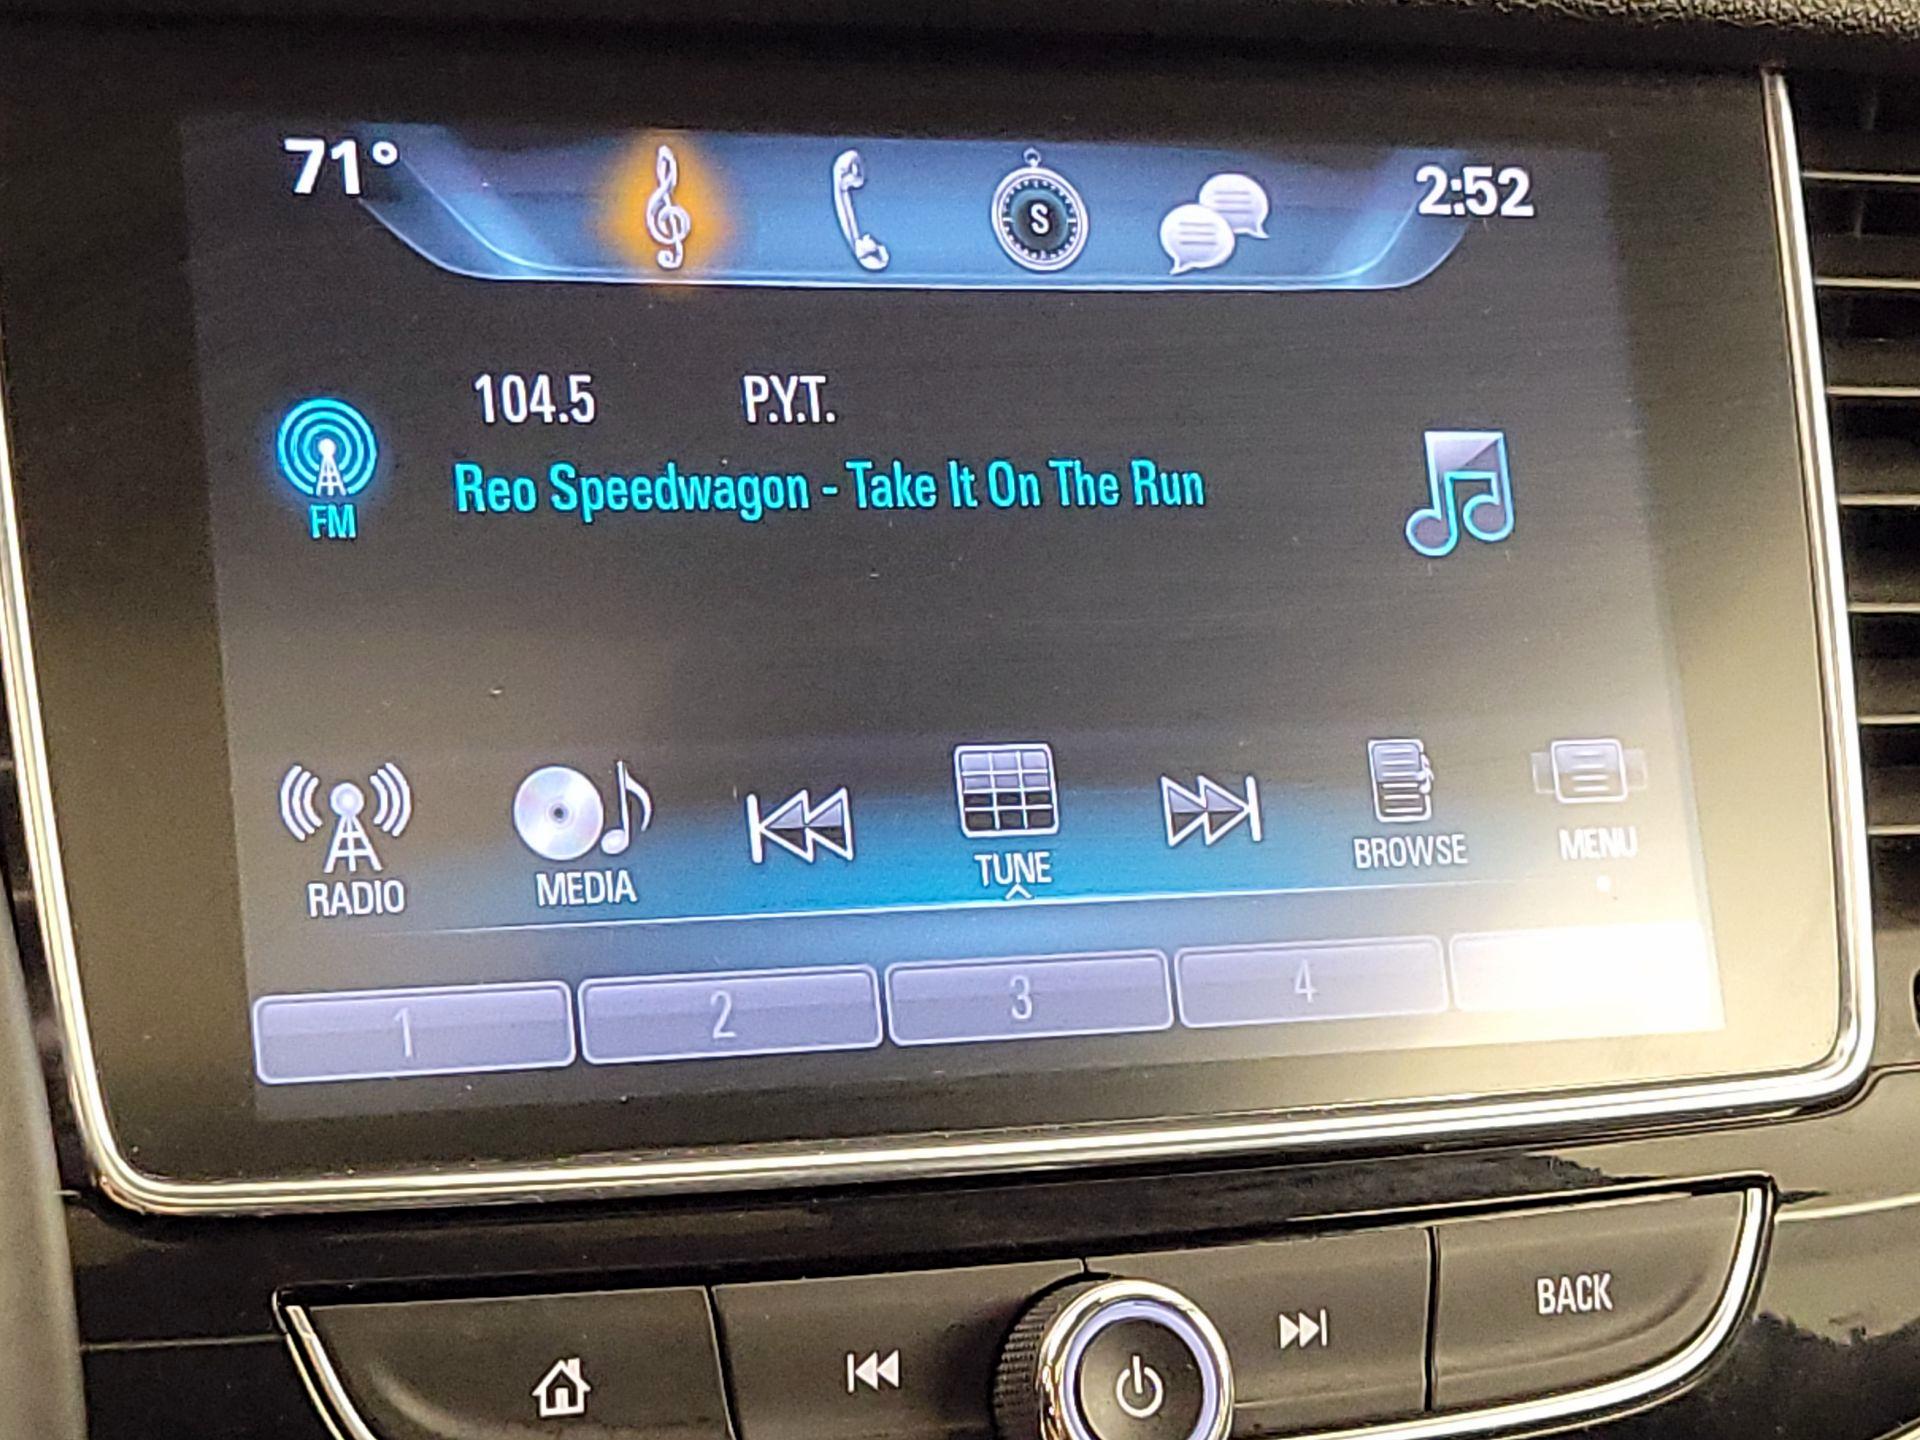 71° 2:52
S
104.5 P.Y.T.
FM Reo Speedwagon - Take It On The Run
RADIO MEDIA TUNE BROWSE MENU
1 2 3 4
BACK